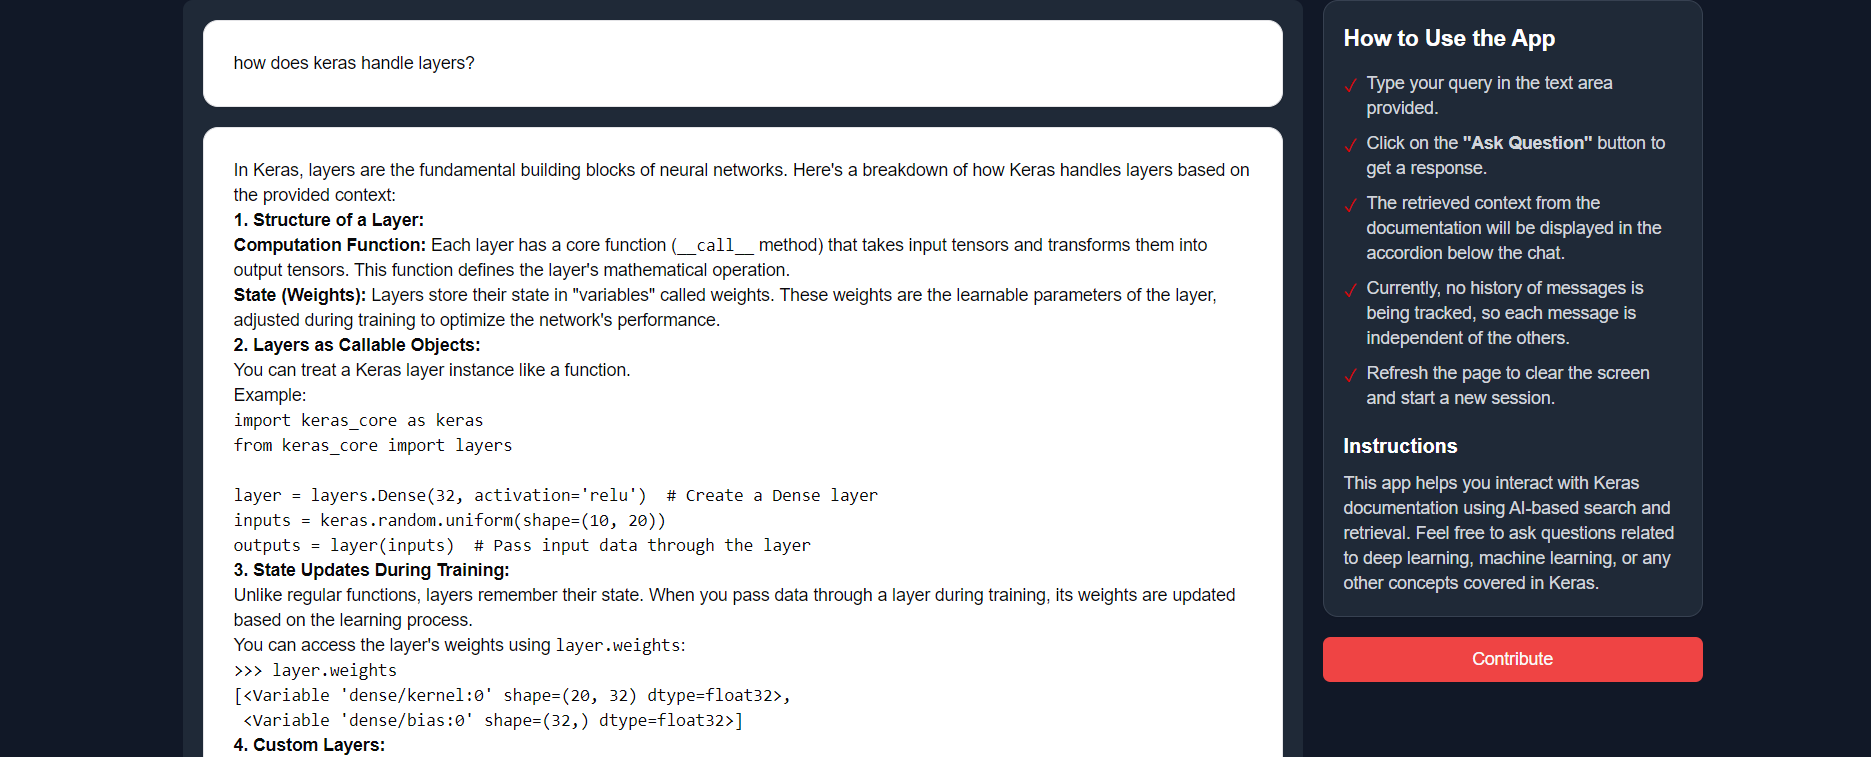 how does keras handle layers?
In Keras, layers are the fundamental building blocks of neural networks. Here's a breakdown of how Keras handles layers based on
the provided context:
1. Structure of a Layer:
Computation Function: Each layer has a core function (__call__ method) that takes input tensors and transforms them into
output tensors. This function defines the layer's mathematical operation.
State (Weights): Layers store their state in "variables" called weights. These weights are the learnable parameters of the layer,
adjusted during training to optimize the network's performance.
2. Layers as Callable Objects:
You can treat a Keras layer instance like a function.
Example:
import keras_core as keras
from keras_core import layers

layer = layers.Dense(32, activation='relu')  # Create a Dense layer
inputs = keras.random.uniform(shape=(10, 20))
outputs = layer(inputs)  # Pass input data through the layer
3. State Updates During Training:
Unlike regular functions, layers remember their state. When you pass data through a layer during training, its weights are updated
based on the learning process.
You can access the layer's weights using layer.weights:
>>> layer.weights
[<Variable 'dense/kernel:0' shape=(20, 32) dtype=float32>,
 <Variable 'dense/bias:0' shape=(32,) dtype=float32>]
4. Custom Layers:
How to Use the App
✓ Type your query in the text area
provided.
✓ Click on the "Ask Question" button to
get a response.
✓ The retrieved context from the
documentation will be displayed in the
accordion below the chat.
✓ Currently, no history of messages is
being tracked, so each message is
independent of the others.
✓ Refresh the page to clear the screen
and start a new session.
Instructions
This app helps you interact with Keras
documentation using AI-based search and
retrieval. Feel free to ask questions related
to deep learning, machine learning, or any
other concepts covered in Keras.
Contribute